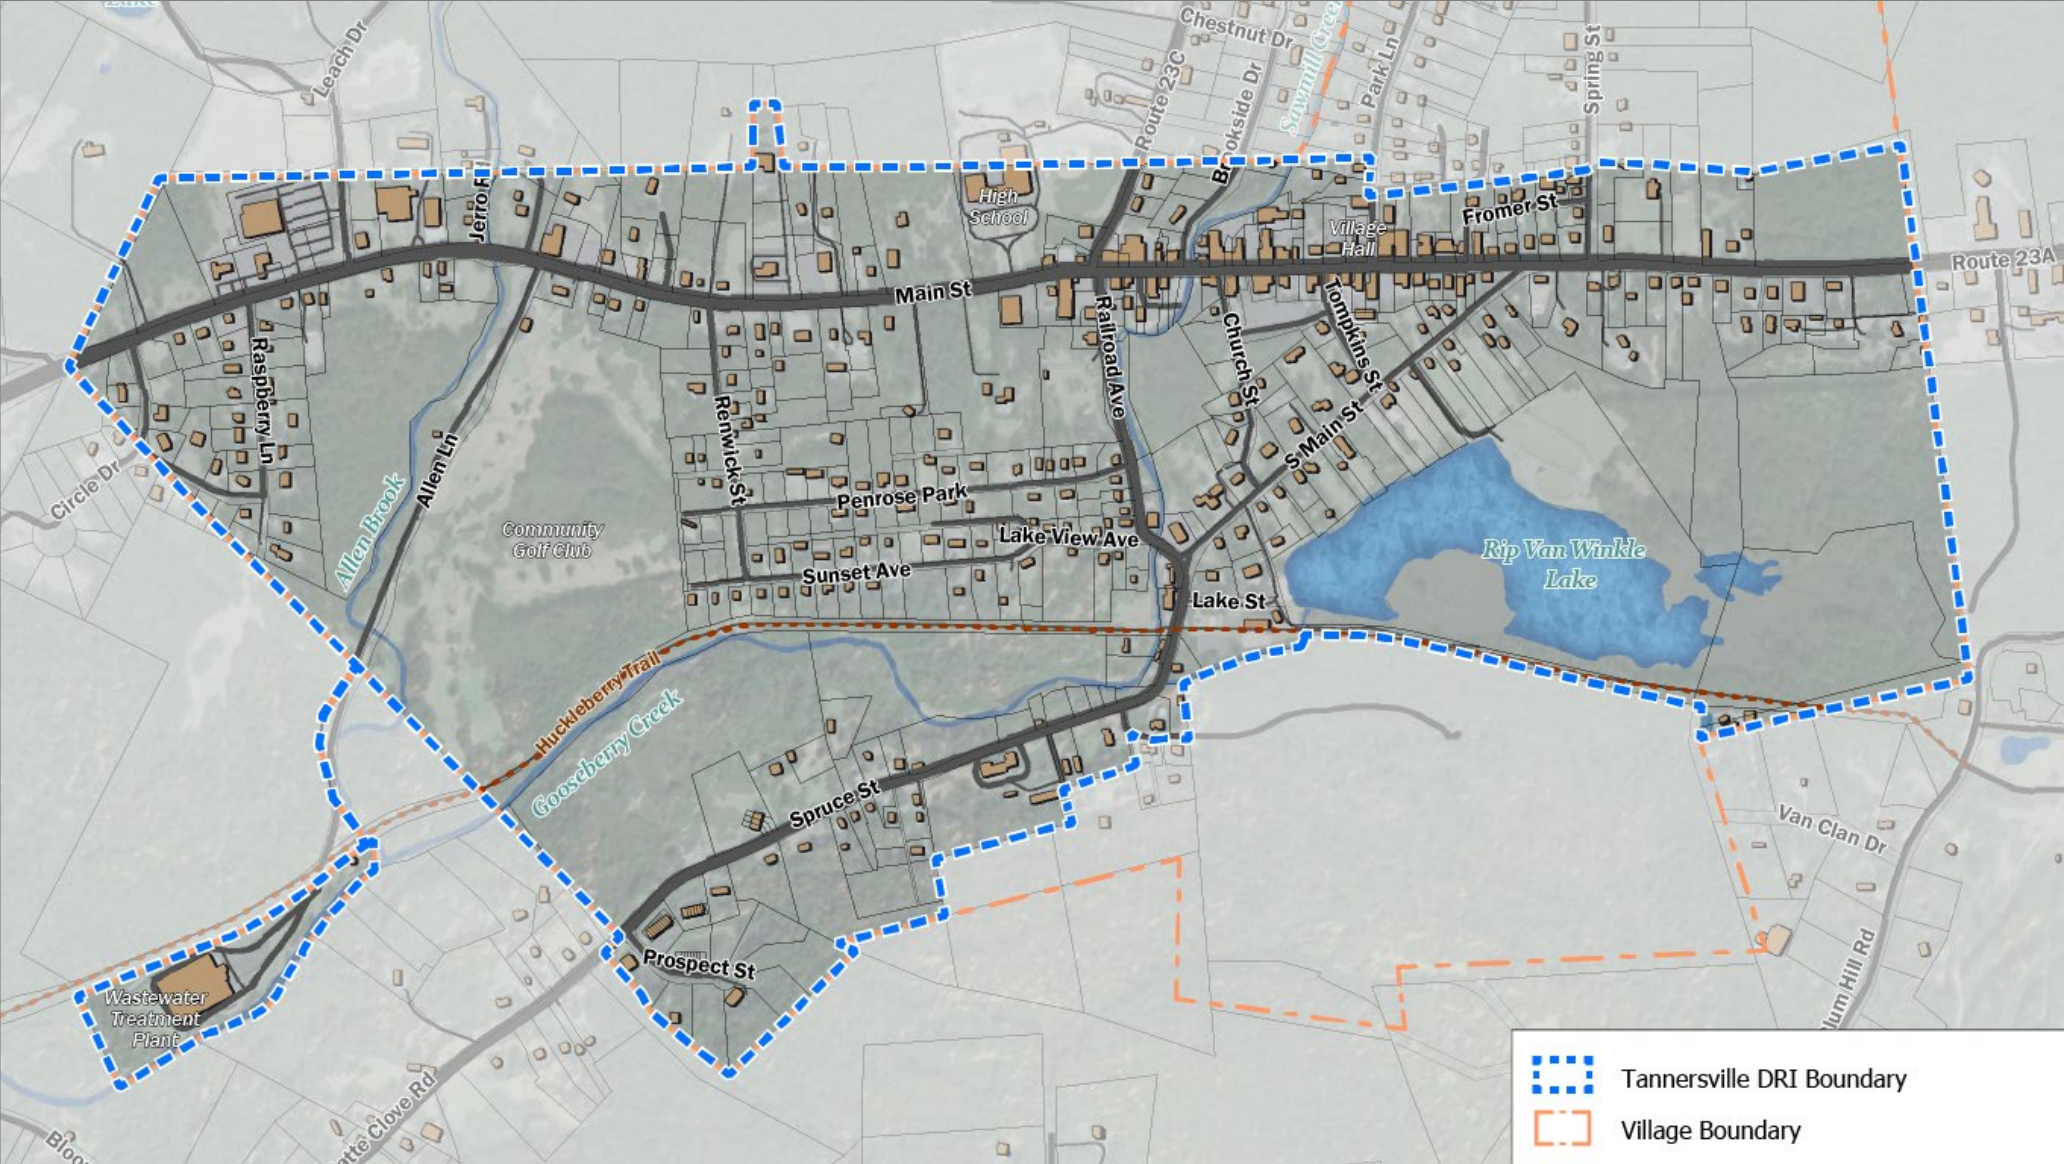 Lake
Leach Dr
Chestnut Dr
Route 23C
Brookside Dr
Sawmill Creek
Park Ln
Spring St
Jerro R
High
School
Village
Hall
Fromer St
Route 23A
Main St
Raspberry Ln
Railroad Ave
Church St
Tompkins St
Renwick St
S Main St
Circle Dr
Allen Brook
Allen Ln
Community
Golf Club
Penrose Park
Lake View Ave
Sunset Ave
Rip Van Winkle
Lake
Lake St
Huckleberry Trail
Gooseberry Creek
Spruce St
Van Clan Dr
Prospect St
lum Hill Rd
Wastewater
Treatment
Plant
atte Clove Rd
Bloo
Tannersville DRI Boundary
Village Boundary